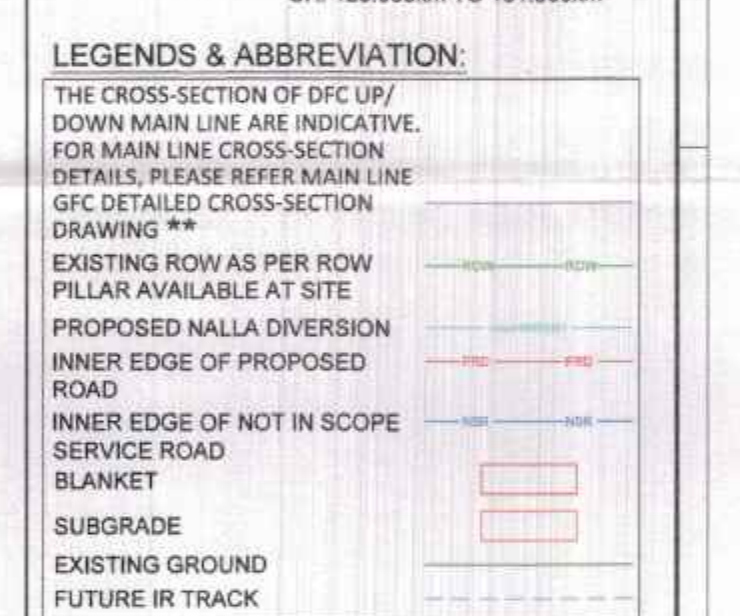 LEGENDS & ABBREVIATION:
THE CROSS-SECTION OF DFC UP/
DOWN MAIN LINE ARE INDICATIVE.
FOR MAIN LINE CROSS-SECTION
DETAILS, PLEASE REFER MAIN LINE
GFC DETAILED CROSS-SECTION
DRAWING **
EXISTING ROW AS PER ROW
PILLAR AVAILABLE AT SITE
ROW ROW
PROPOSED NALLA DIVERSION
INNER EDGE OF PROPOSED
ROAD
PRD PRD
INNER EDGE OF NOT IN SCOPE
SERVICE ROAD
NSR NSR
BLANKET
SUBGRADE
EXISTING GROUND
FUTURE IR TRACK